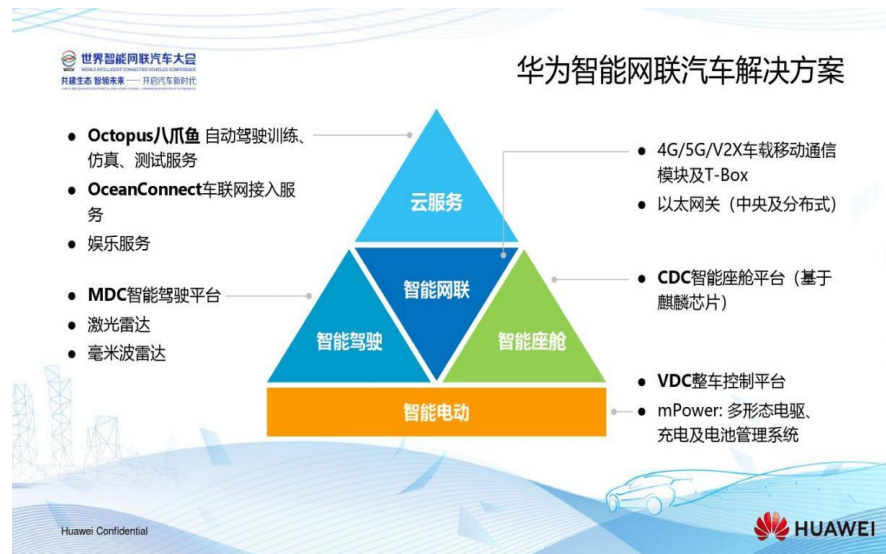 世界智能网联汽车大会
WORLD INTELLIGENT CONNECTED VEHICLES CONFERENCE
共建生态 智领未来 —— 开启汽车新时代
华为智能网联汽车解决方案
● Octopus八爪鱼 自动驾驶训练、
仿真、测试服务
● OceanConnect车联网接入服
务
● 娱乐服务
● MDC智能驾驶平台
● 激光雷达
● 毫米波雷达
云服务
智能网联
智能驾驶
智能座舱
智能电动
● 4G/5G/V2X车载移动通信
模块及T-Box
● 以太网关（中央及分布式）
● CDC智能座舱平台（基于
麒麟芯片）
● VDC整车控制平台
● mPower: 多形态电驱、
充电及电池管理系统
Huawei Confidential
HUAWEI